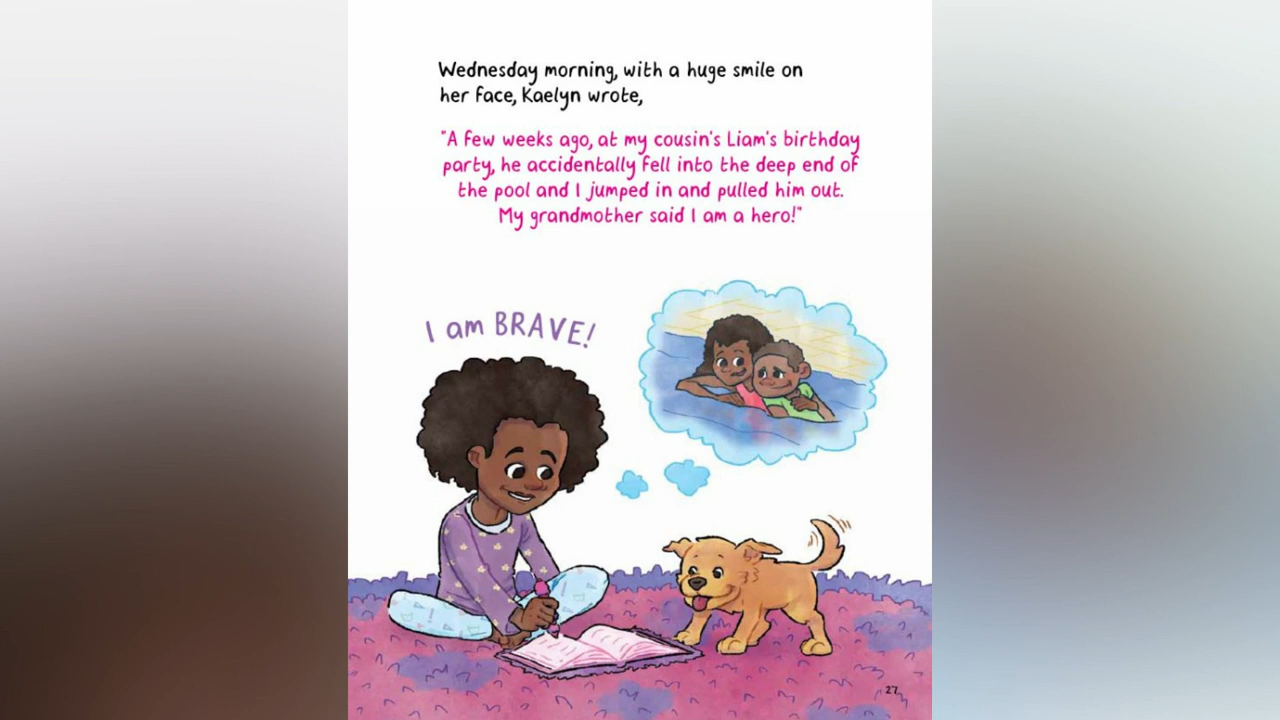 Wednesday morning, with a huge smile on
her face, Kaelyn wrote,
"A few weeks ago, at my cousin's Liam's birthday
party, he accidentally fell into the deep end of
the pool and I jumped in and pulled him out.
My grandmother said I am a hero!"
I am BRAVE!
27